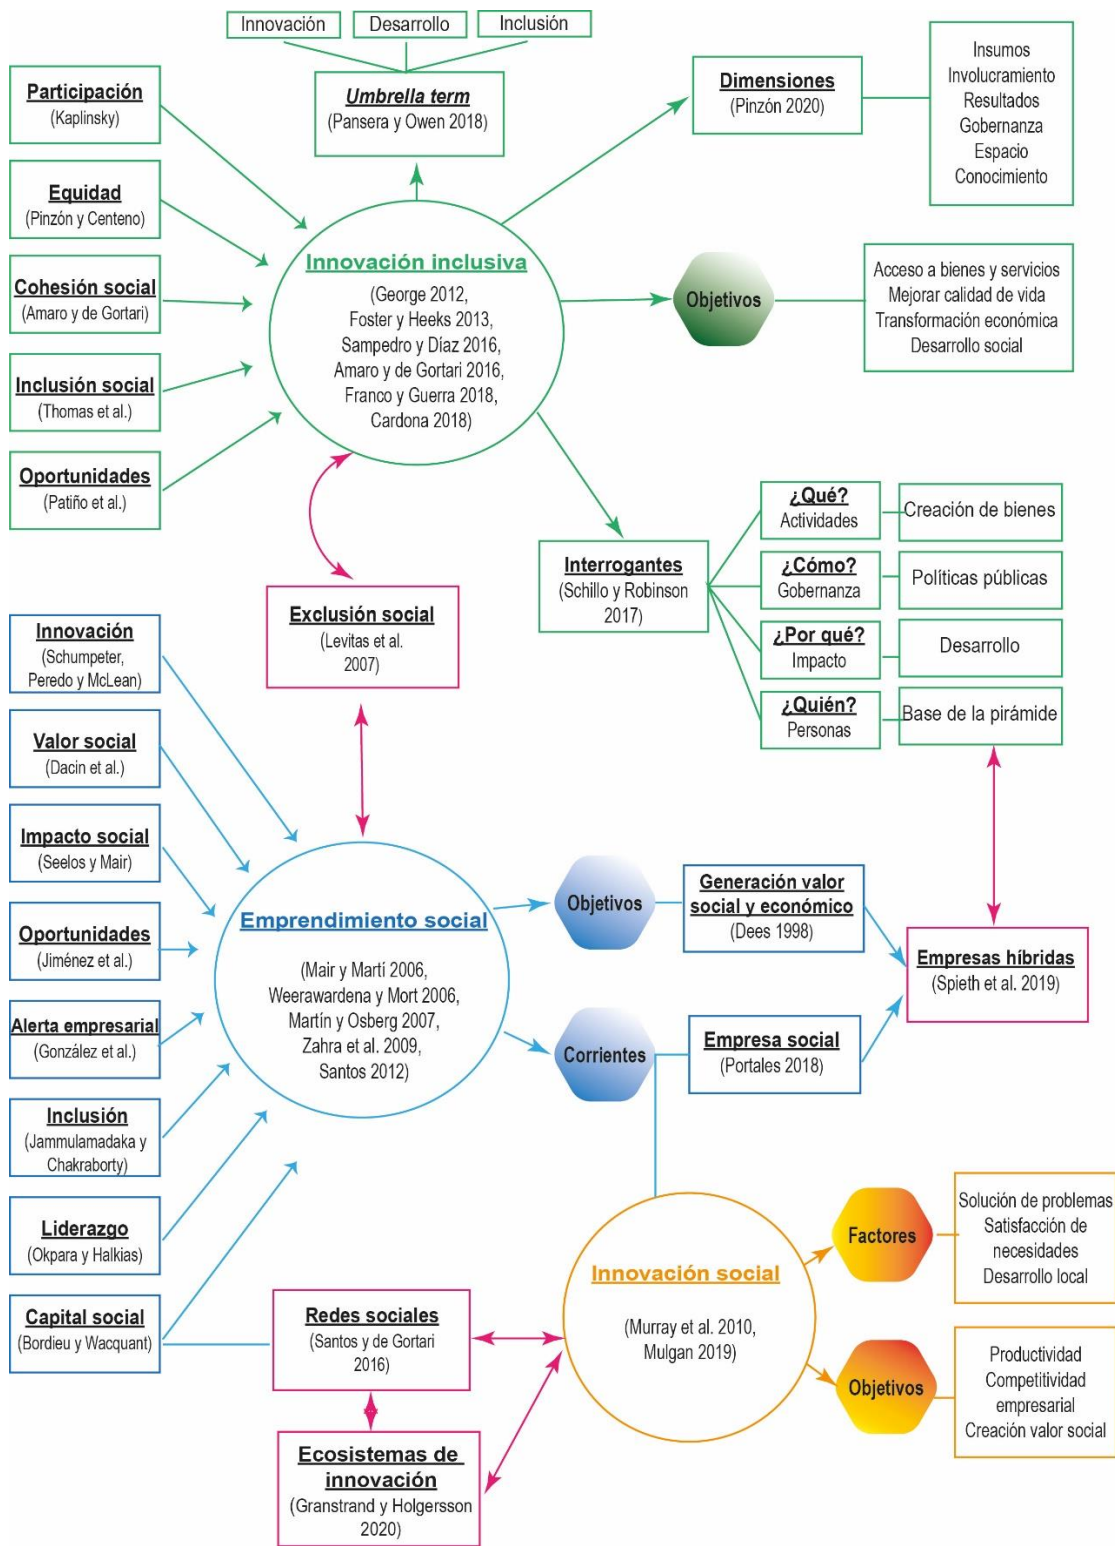 Innovación
Desarrollo
Inclusión
Umbrella term
(Pansera y Owen 2018)
Participación
(Kaplinsky)
Equidad
(Pinzón y Centeno)
Cohesión social
(Amaro y de Gortari)
Inclusión social
(Thomas et al.)
Oportunidades
(Patiño et al.)
Innovación inclusiva
(George 2012,
Foster y Heeks 2013,
Sampedro y Díaz 2016,
Amaro y de Gortari 2016,
Franco y Guerra 2018,
Cardona 2018)
Dimensiones
(Pinzón 2020)
Insumos
Involucramiento
Resultados
Gobernanza
Espacio
Conocimiento
Objetivos
Acceso a bienes y servicios
Mejorar calidad de vida
Transformación económica
Desarrollo social
Interrogantes
(Schillo y Robinson
2017)
¿Qué?
Actividades
Creación de bienes
¿Cómo?
Gobernanza
Políticas públicas
¿Por qué?
Impacto
Desarrollo
¿Quién?
Personas
Base de la pirámide
Exclusión social
(Levitas et al.
2007)
Innovación
(Schumpeter,
Peredo y McLean)
Valor social
(Dacin et al.)
Impacto social
(Seelos y Mair)
Oportunidades
(Jiménez et al.)
Alerta empresarial
(González et al.)
Inclusión
(Jammulamadaka y
Chakraborty)
Liderazgo
(Okpara y Halkias)
Capital social
(Bordieu y Wacquant)
Emprendimiento social
(Mair y Martí 2006,
Weerawardena y Mort 2006,
Martín y Osberg 2007,
Zahra et al. 2009,
Santos 2012)
Objetivos
Generación valor
social y económico
(Dees 1998)
Corrientes
Empresa social
(Portales 2018)
Empresas híbridas
(Spieth et al. 2019)
Innovación social
(Murray et al. 2010,
Mulgan 2019)
Factores
Solución de problemas
Satisfacción de
necesidades
Desarrollo local
Objetivos
Productividad
Competitividad
empresarial
Creación valor social
Redes sociales
(Santos y de Gortari
2016)
Ecosistemas de
innovación
(Granstrand y Holgersson
2020)